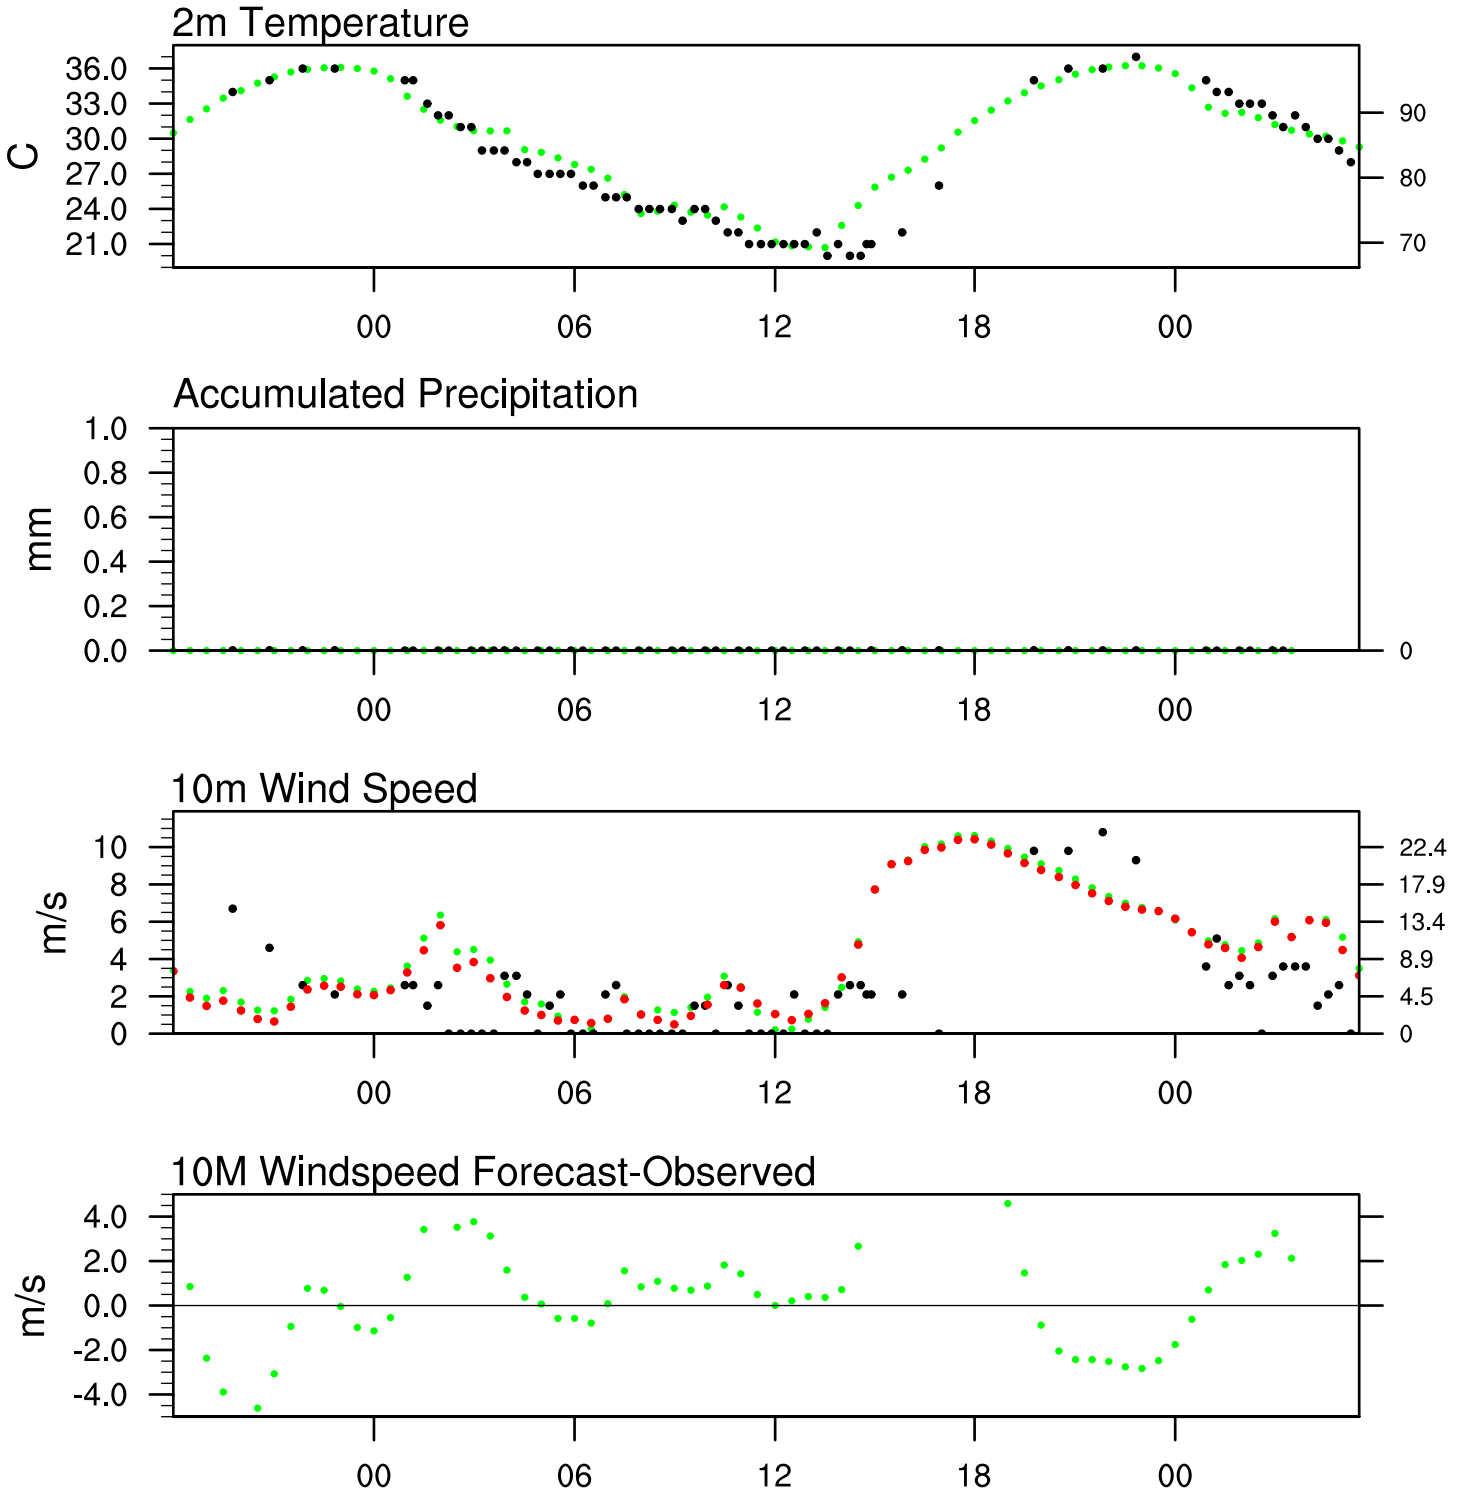 2m Temperature
36.0
33.0
30.0
27.0
24.0
21.0
C
90
80
70
00 06 12 18 00
Accumulated Precipitation
1.0
0.8
0.6
0.4
0.2
0.0
mm
0
00 06 12 18 00
10m Wind Speed
10
8
6
4
2
0
m/s
22.4
17.9
13.4
8.9
4.5
0
00 06 12 18 00
10M Windspeed Forecast-Observed
4.0
2.0
0.0
-2.0
-4.0
m/s
00 06 12 18 00